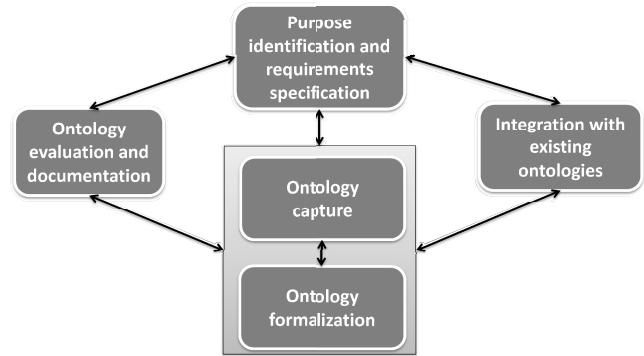 Purpose
identification and
requirements
specification
Ontology
evaluation and
documentation
Integration with
existing
ontologies
Ontology
capture
Ontology
formalization